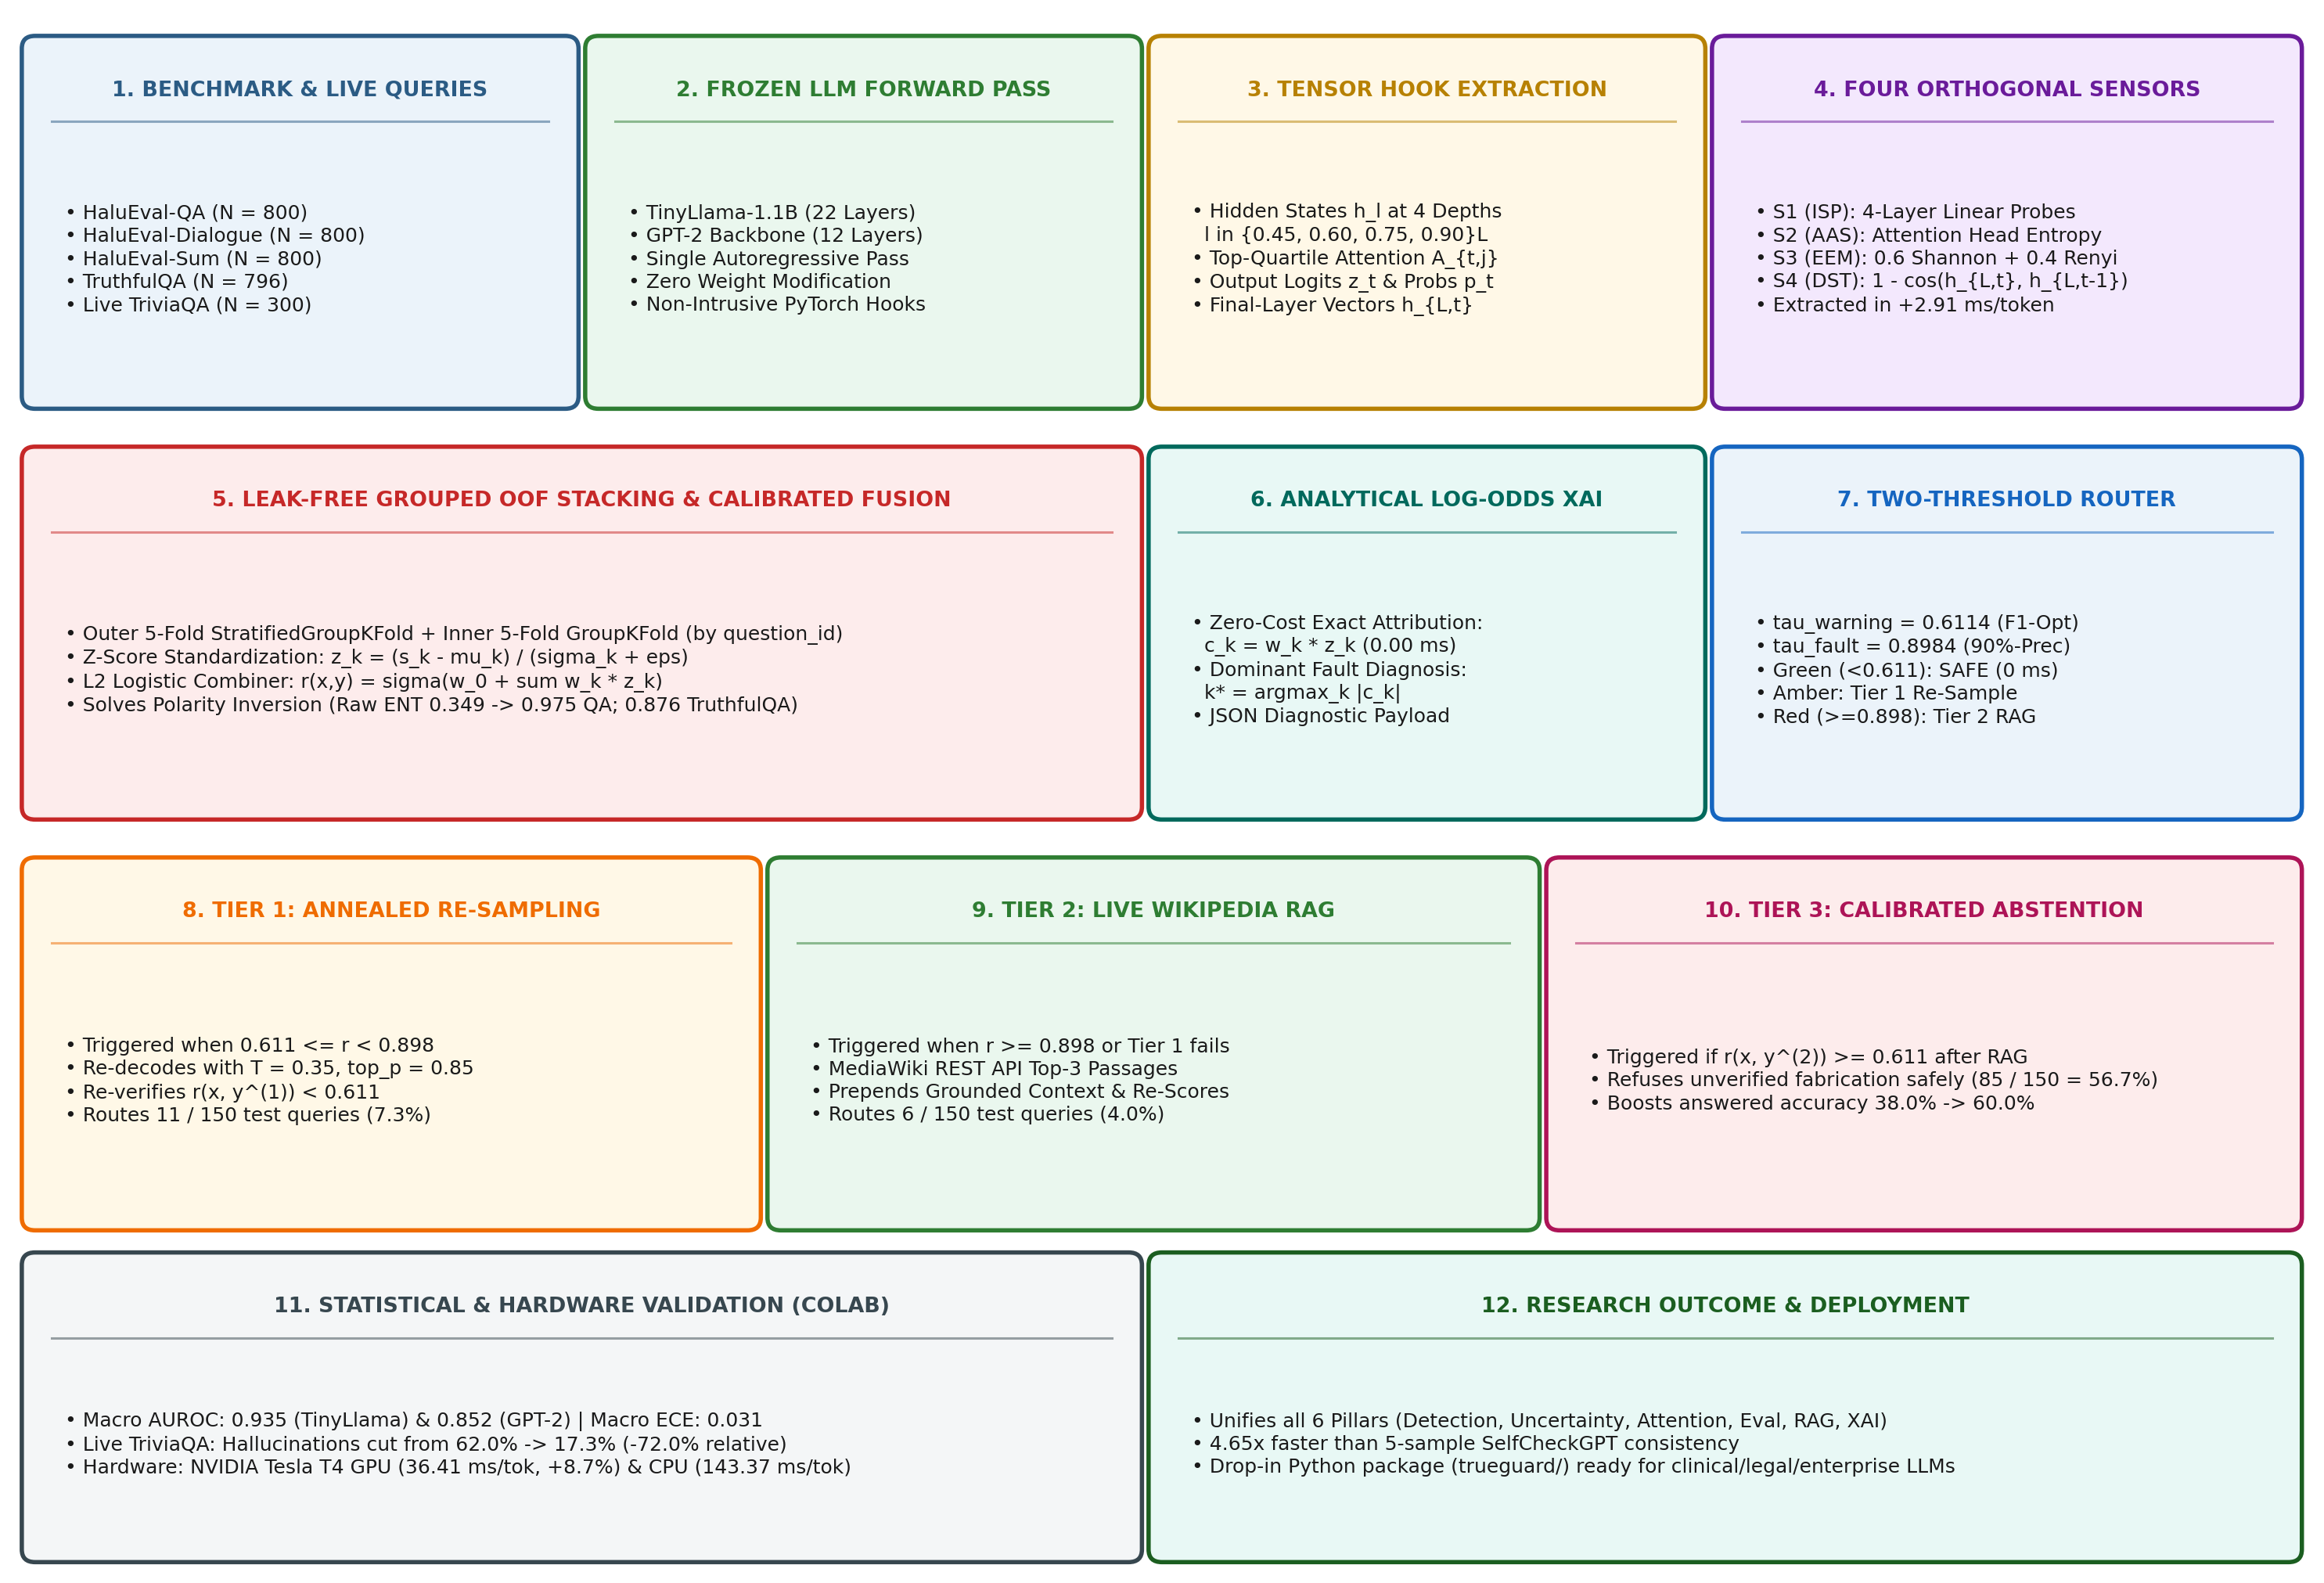 1. BENCHMARK & LIVE QUERIES
• HaluEval-QA (N = 800)
• HaluEval-Dialogue (N = 800)
• HaluEval-Sum (N = 800)
• TruthfulQA (N = 796)
• Live TriviaQA (N = 300)
2. FROZEN LLM FORWARD PASS
• TinyLlama-1.1B (22 Layers)
• GPT-2 Backbone (12 Layers)
• Single Autoregressive Pass
• Zero Weight Modification
• Non-Intrusive PyTorch Hooks
3. TENSOR HOOK EXTRACTION
• Hidden States h_l at 4 Depths
l in {0.45, 0.60, 0.75, 0.90}L
• Top-Quartile Attention A_{t,j}
• Output Logits z_t & Probs p_t
• Final-Layer Vectors h_{L,t}
4. FOUR ORTHOGONAL SENSORS
• S1 (ISP): 4-Layer Linear Probes
• S2 (AAS): Attention Head Entropy
• S3 (EEM): 0.6 Shannon + 0.4 Renyi
• S4 (DST): 1 - cos(h_{L,t}, h_{L,t-1})
• Extracted in +2.91 ms/token
5. LEAK-FREE GROUPED OOF STACKING & CALIBRATED FUSION
• Outer 5-Fold StratifiedGroupKFold + Inner 5-Fold GroupKFold (by question_id)
• Z-Score Standardization: z_k = (s_k - mu_k) / (sigma_k + eps)
• L2 Logistic Combiner: r(x,y) = sigma(w_0 + sum w_k * z_k)
• Solves Polarity Inversion (Raw ENT 0.349 -> 0.975 QA; 0.876 TruthfulQA)
6. ANALYTICAL LOG-ODDS XAI
• Zero-Cost Exact Attribution:
c_k = w_k * z_k (0.00 ms)
• Dominant Fault Diagnosis:
k* = argmax_k |c_k|
• JSON Diagnostic Payload
7. TWO-THRESHOLD ROUTER
• tau_warning = 0.6114 (F1-Opt)
• tau_fault = 0.8984 (90%-Prec)
• Green (<0.611): SAFE (0 ms)
• Amber: Tier 1 Re-Sample
• Red (>=0.898): Tier 2 RAG
8. TIER 1: ANNEALED RE-SAMPLING
• Triggered when 0.611 <= r < 0.898
• Re-decodes with T = 0.35, top_p = 0.85
• Re-verifies r(x, y^(1)) < 0.611
• Routes 11 / 150 test queries (7.3%)
9. TIER 2: LIVE WIKIPEDIA RAG
• Triggered when r >= 0.898 or Tier 1 fails
• MediaWiki REST API Top-3 Passages
• Prepends Grounded Context & Re-Scores
• Routes 6 / 150 test queries (4.0%)
10. TIER 3: CALIBRATED ABSTENTION
• Triggered if r(x, y^(2)) >= 0.611 after RAG
• Refuses unverified fabrication safely (85 / 150 = 56.7%)
• Boosts answered accuracy 38.0% -> 60.0%
11. STATISTICAL & HARDWARE VALIDATION (COLAB)
• Macro AUROC: 0.935 (TinyLlama) & 0.852 (GPT-2) | Macro ECE: 0.031
• Live TriviaQA: Hallucinations cut from 62.0% -> 17.3% (-72.0% relative)
• Hardware: NVIDIA Tesla T4 GPU (36.41 ms/tok, +8.7%) & CPU (143.37 ms/tok)
12. RESEARCH OUTCOME & DEPLOYMENT
• Unifies all 6 Pillars (Detection, Uncertainty, Attention, Eval, RAG, XAI)
• 4.65x faster than 5-sample SelfCheckGPT consistency
• Drop-in Python package (trueguard/) ready for clinical/legal/enterprise LLMs